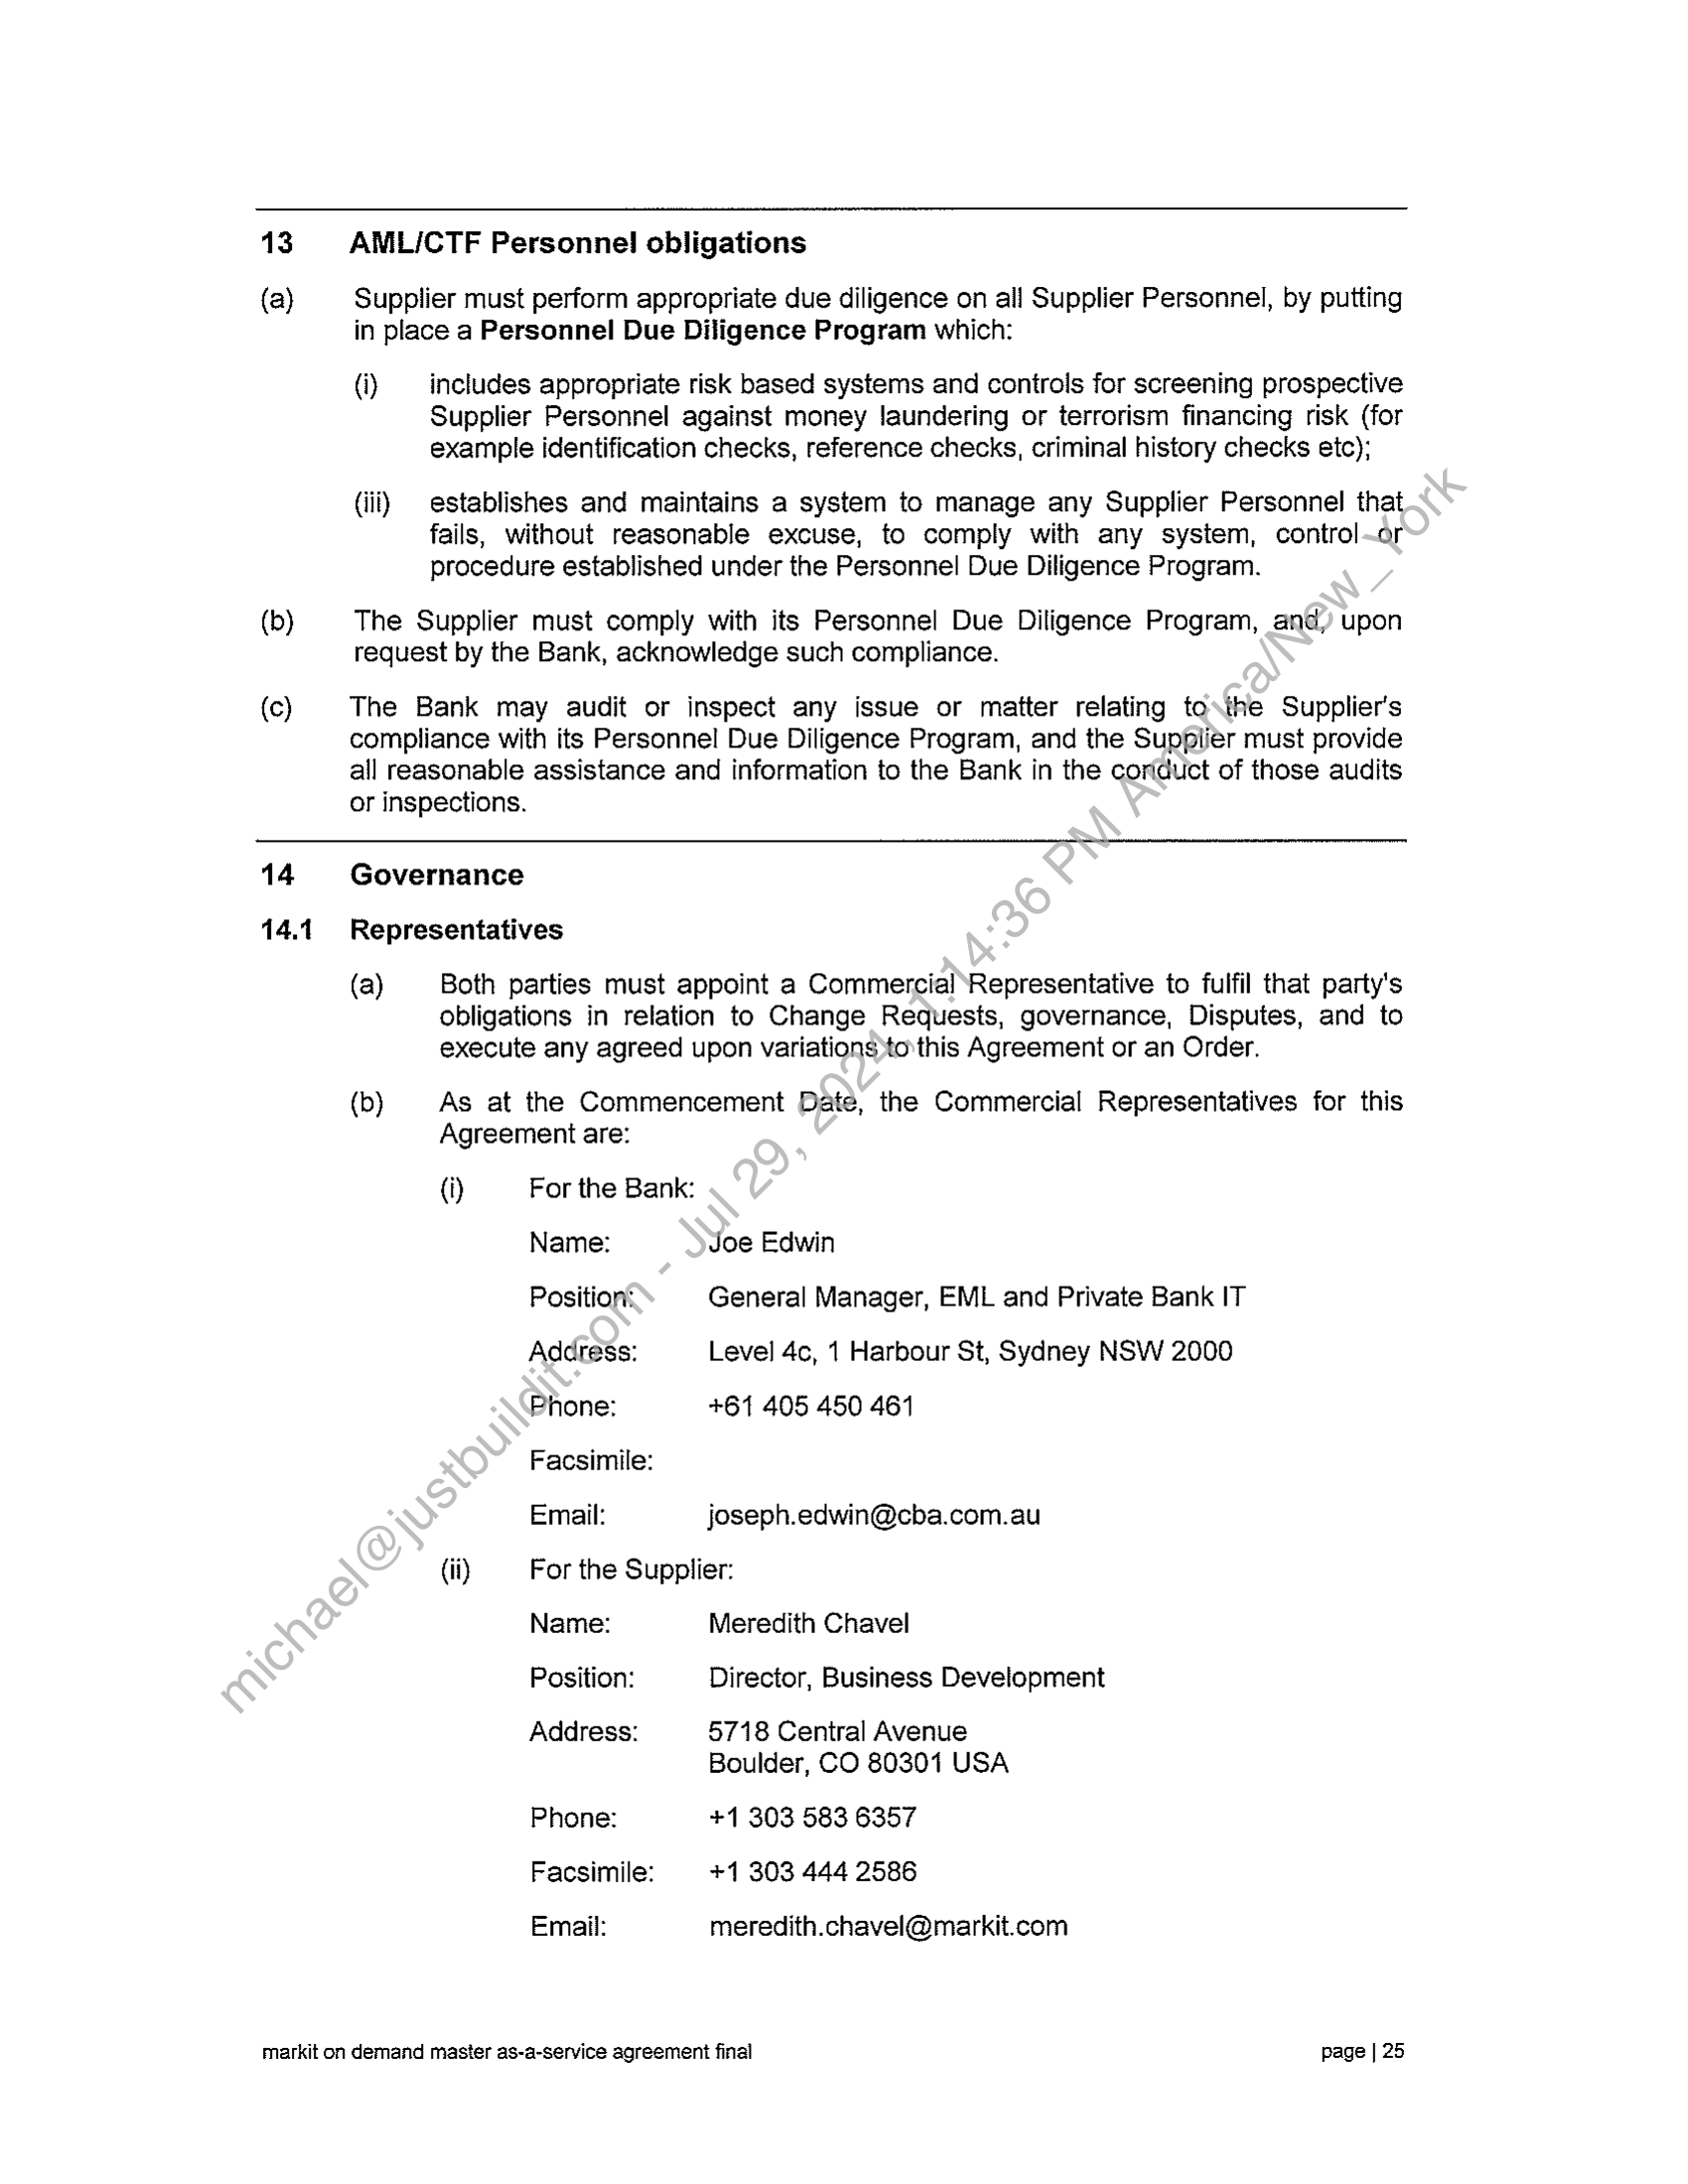 13 AML/CTF Personnel obligations
(a) Supplier must perform appropriate due diligence on all Supplier Personnel, by putting
in place a Personnel Due Diligence Program which:
(i) includes appropriate risk based systems and controls for screening prospective
Supplier Personnel against money laundering or terrorism financing risk (for
example identification checks, reference checks, criminal history checks etc);
(iii) establishes and maintains a system to manage any Supplier Personnel that
fails, without reasonable excuse, to comply with any system, control or
procedure established under the Personnel Due Diligence Program.
(b) The Supplier must comply with its Personnel Due Diligence Program, and, upon
request by the Bank, acknowledge such compliance.
(c) The Bank may audit or inspect any issue or matter relating to the Supplier's
compliance with its Personnel Due Diligence Program, and the Supplier must provide
all reasonable assistance and information to the Bank in the conduct of those audits
or inspections.
14 Governance
14.1 Representatives
(a) Both parties must appoint a Commercial Representative to fulfil that party's
obligations in relation to Change Requests, governance, Disputes, and to
execute any agreed upon variations to this Agreement or an Order.
(b) As at the Commencement Date, the Commercial Representatives for this
Agreement are:
(i) For the Bank:
Name: Joe Edwin
Position: General Manager, EML and Private Bank IT
Address: Level 4c, 1 Harbour St, Sydney NSW 2000
Phone: +61 405 450 461
Facsimile:
Email: joseph.edwin@cba.com.au
(ii) For the Supplier:
Name: Meredith Chavel
Position: Director, Business Development
Address: 5718 Central Avenue
Boulder, CO 80301 USA
Phone: +1 303 583 6357
Facsimile: +1 303 444 2586
Email: meredith.chavel@markit.com
markit on demand master as-a-service agreement final page | 25
michael@justbuildit.com - Jul 29, 2024, 1:14:36 PM America/New_York